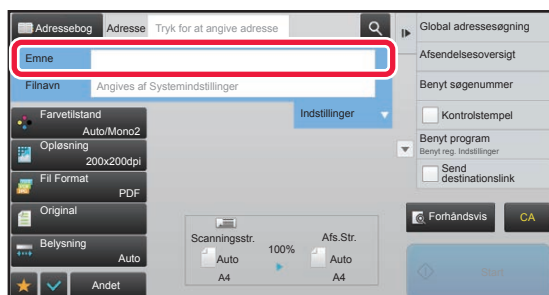 Adressebog
Adresse
Tryk for at angive adresse
Emne
Filnavn
Angives af Systemindstillinger
Indstillinger
Farvetilstand
Auto/Mono2
Opløsning
200x200dpi
Fil Format
PDF
Original
Belysning
Auto
Andet
Scanningsstr.
Auto
A4
100%
Afs.Str.
Auto
A4
Global adressesøgning
Afsendelsesoversigt
Benyt søgenummer
Kontrolstempel
Benyt program
Benyt reg. Indstillinger
Send
destinationslink
Forhåndsvis
CA
Start